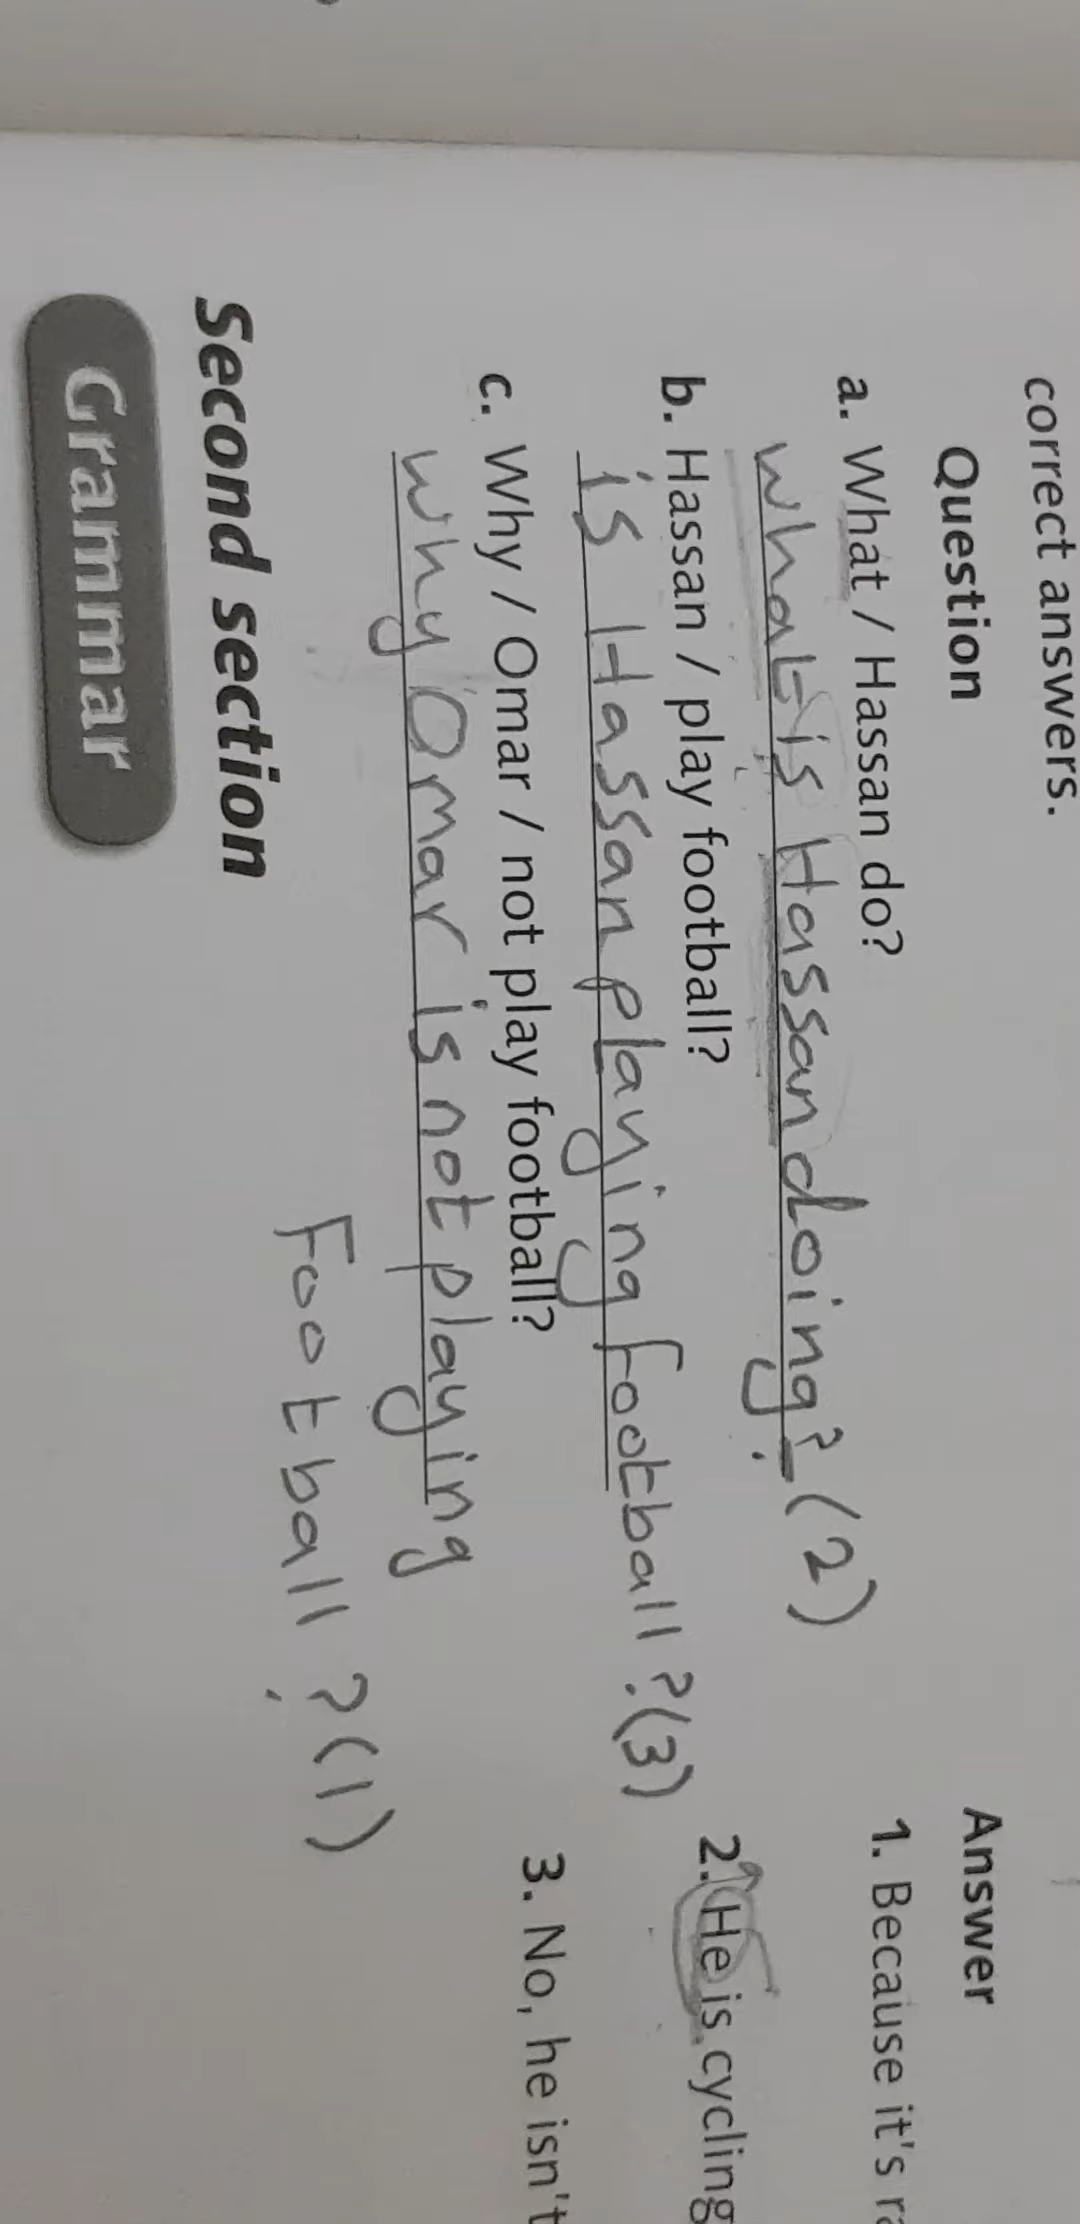 correct answers.
Question Answer
a. What / Hassan do? 1. Because it's
what is Hassan doing? (2)
b. Hassan / play football? 2. He is cycling
is Hassan playing Football? (3)
c. Why / Omar / not play football? 3. No, he isn't
why Omar is not playing
Football? (1)
Second section
Grammar